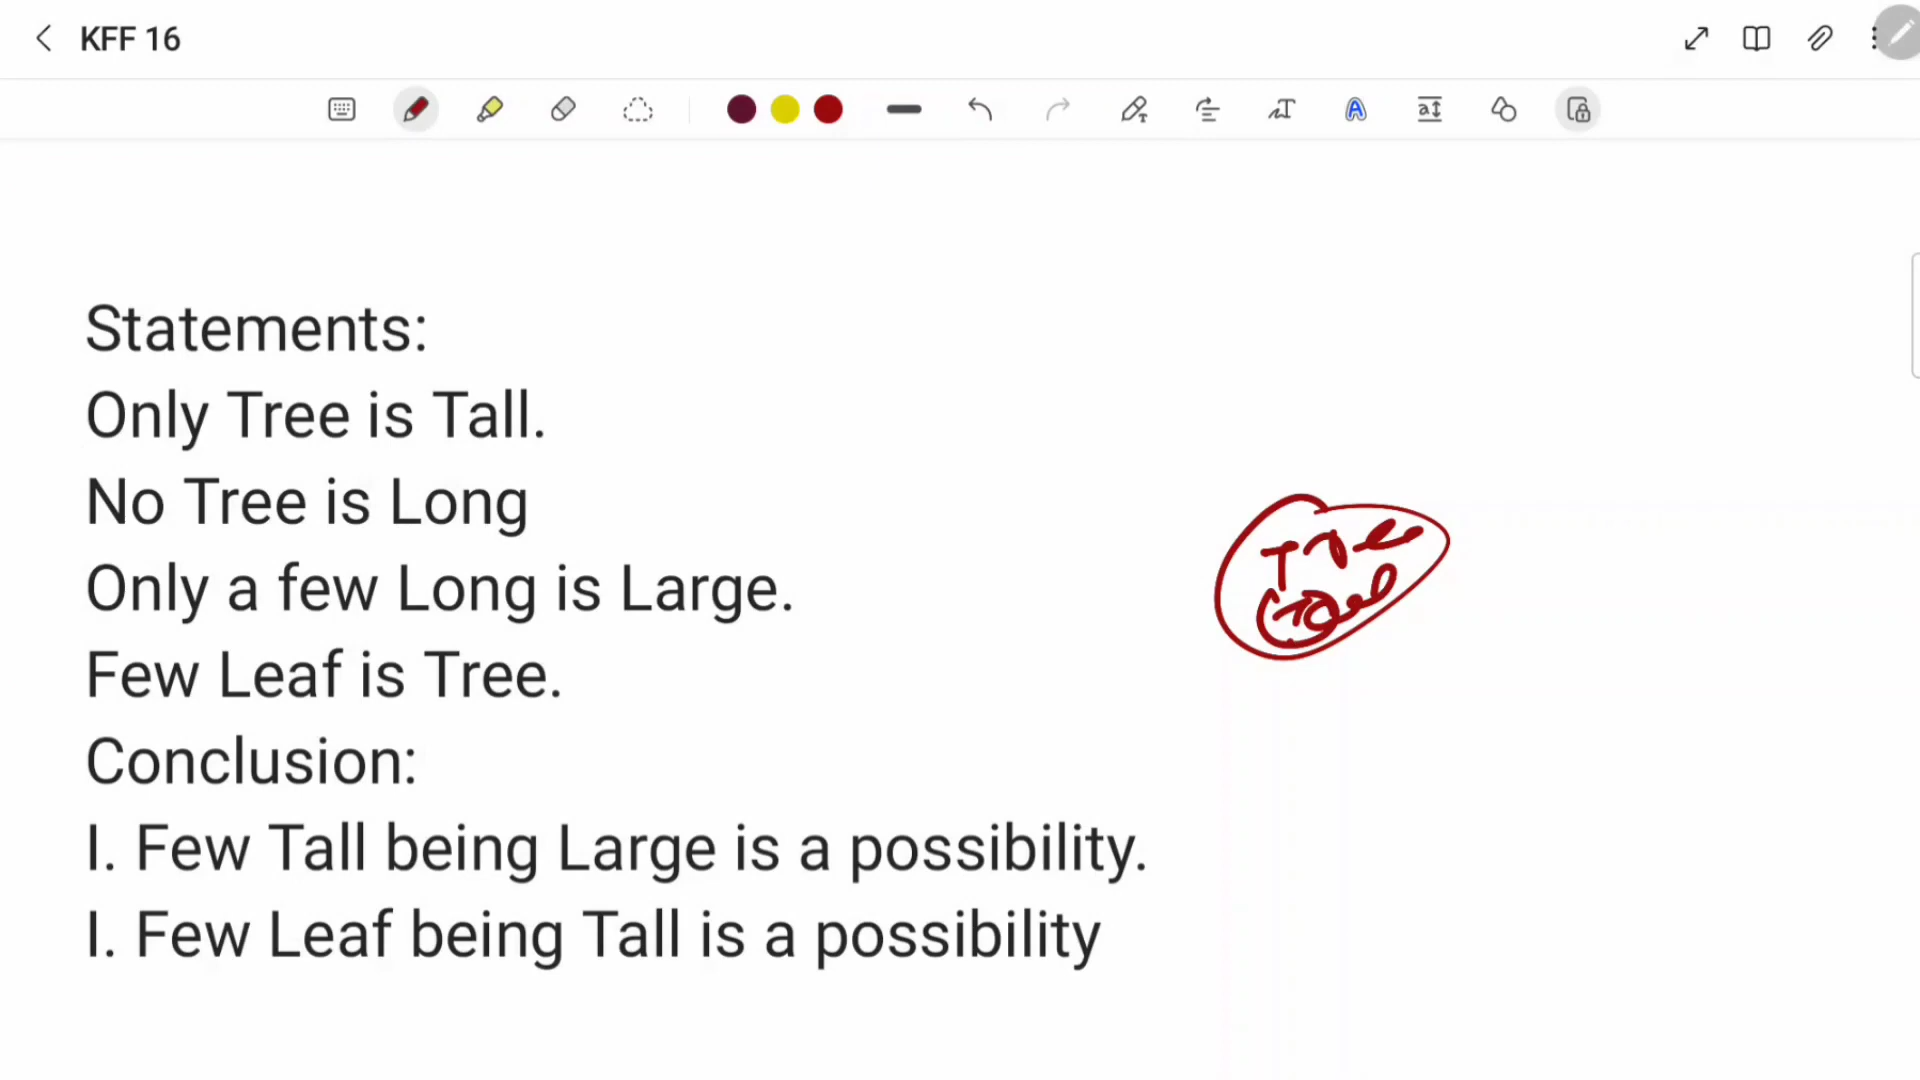 KFF 16
Statements:
Only Tree is Tall.
No Tree is Long
Only a few Long is Large.
Few Leaf is Tree.
Conclusion:
I. Few Tall being Large is a possibility.
I. Few Leaf being Tall is a possibility
Tree